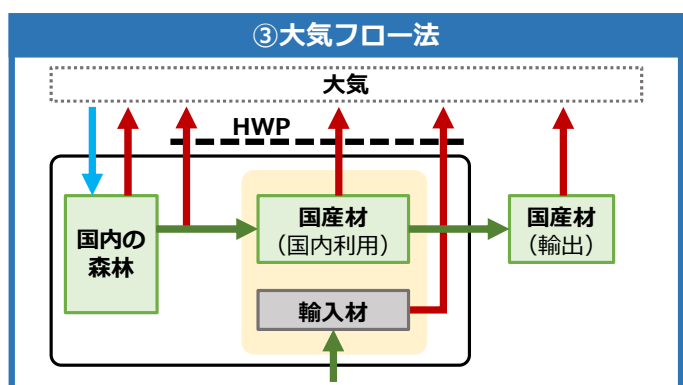 ③大気フロー法
大気
HWP
国内の
森林
国産材
（国内利用）
国産材
（輸出）
輸入材